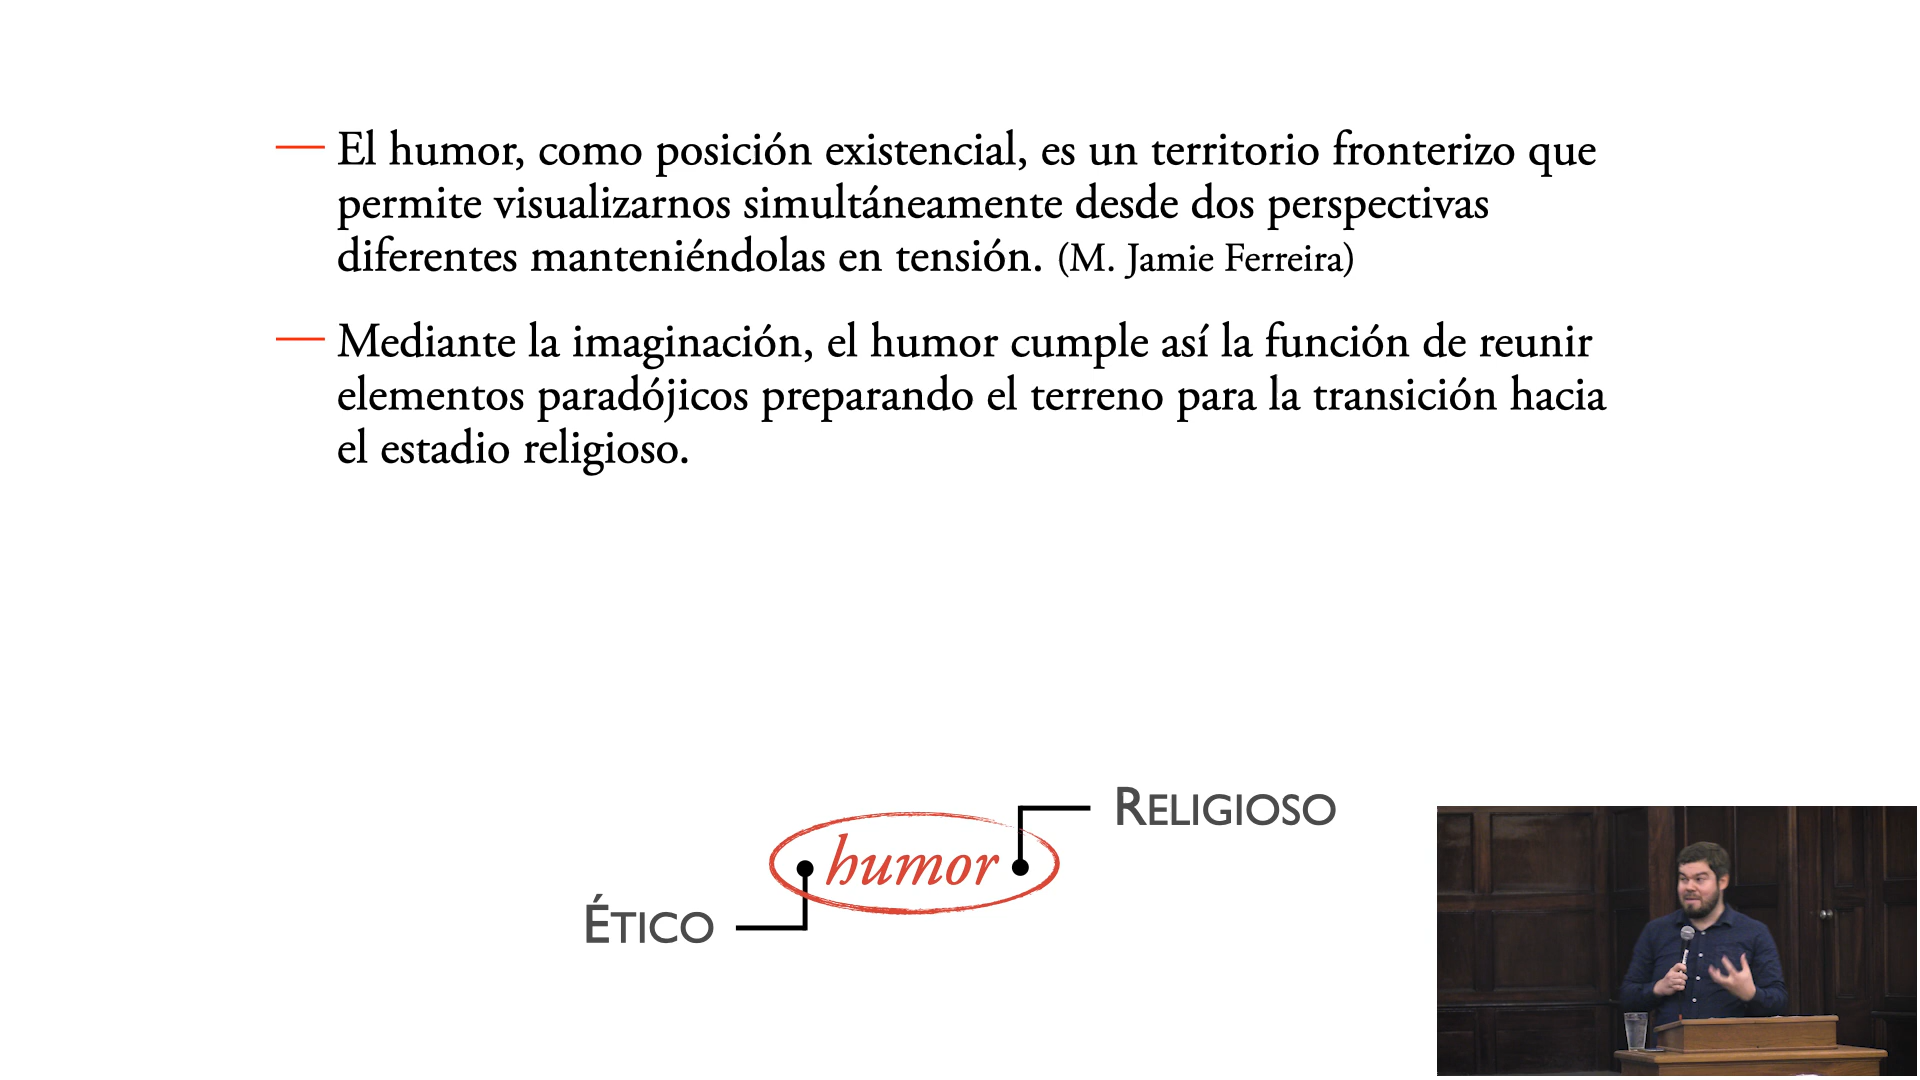 — El humor, como posición existencial, es un territorio fronterizo que
permite visualizarnos simultáneamente desde dos perspectivas
diferentes manteniéndolas en tensión. (M. Jamie Ferreira)
— Mediante la imaginación, el humor cumple así la función de reunir
elementos paradójicos preparando el terreno para la transición hacia
el estadio religioso.
RELIGIOSO
humor
ÉTICO